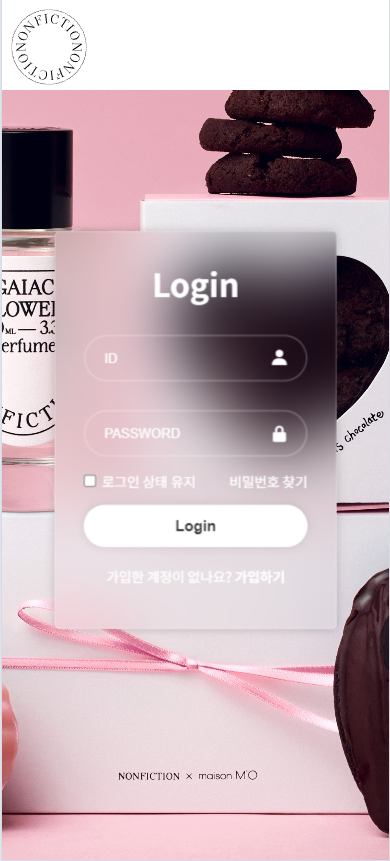 NONFICTIONNONFICTION
GAIAC
LOWER
ML — 3.3
erfume
FICTI
s chocolate
Login
ID
PASSWORD
로그인 상태 유지 비밀번호 찾기
Login
가입한 계정이 없나요? 가입하기
NONFICTION × maison M'O